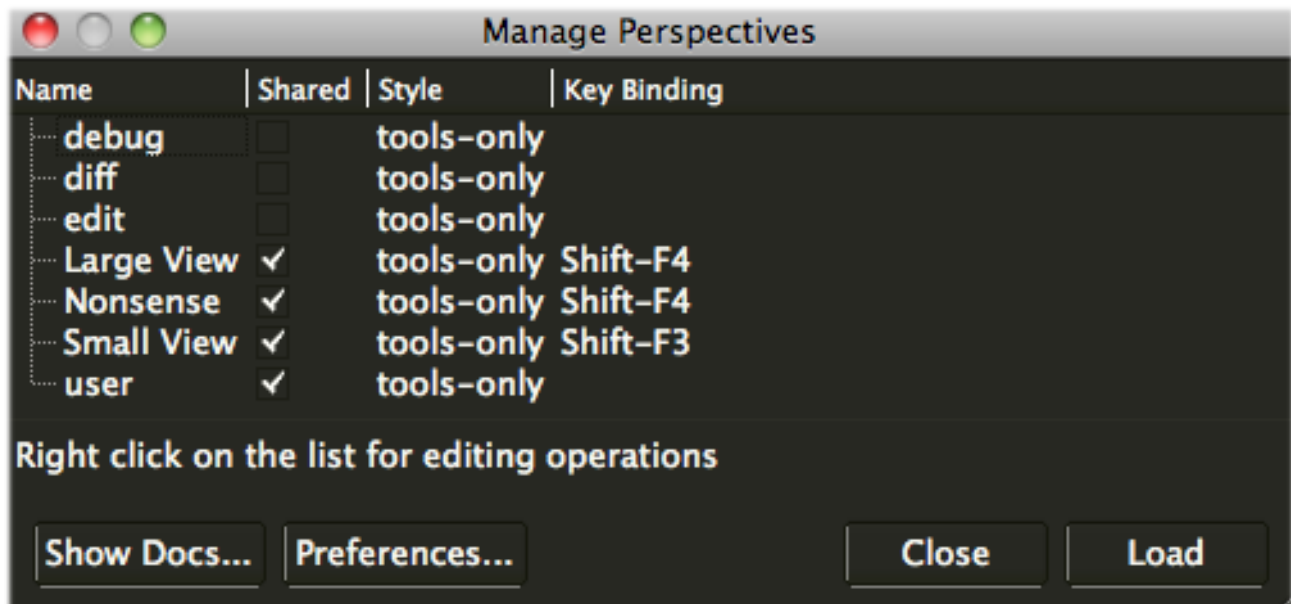 Manage Perspectives
Name Shared Style Key Binding
debug tools-only
diff tools-only
edit tools-only
Large View tools-only Shift-F4
Nonsense tools-only Shift-F4
Small View tools-only Shift-F3
user tools-only
Right click on the list for editing operations
Show Docs... Preferences... Close Load